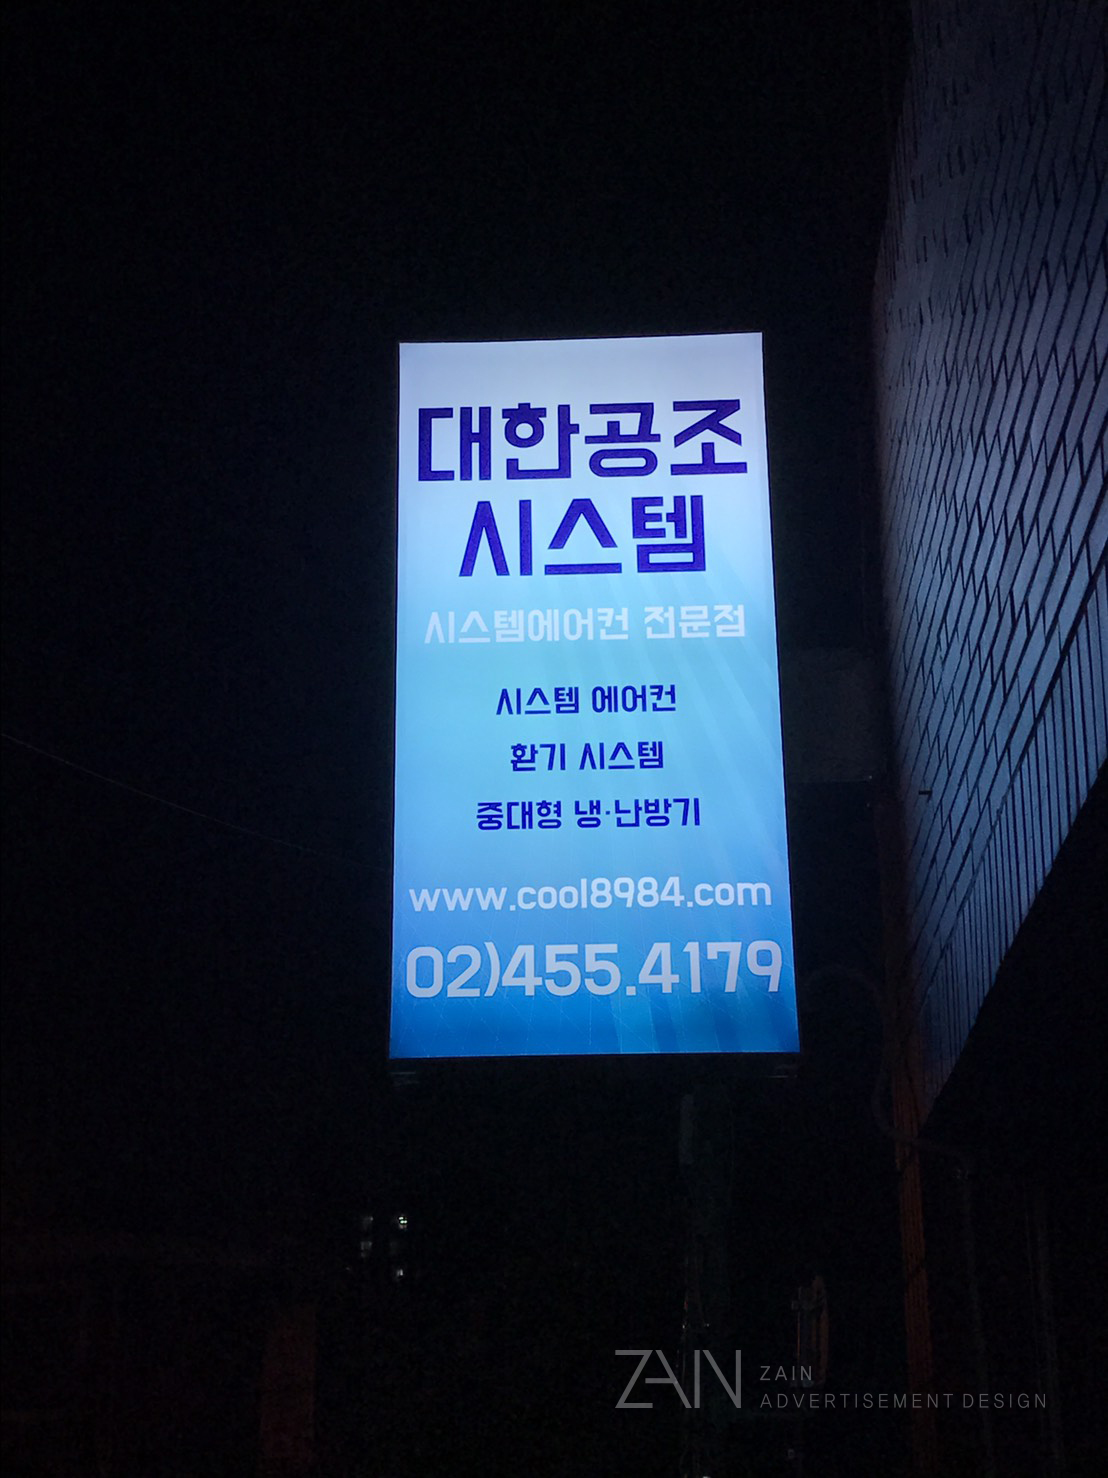 대한공조
시스템
시스템에어컨 전문점
시스템 에어컨
환기 시스템
중대형 냉·난방기
www.cool8984.com
02)455.4179
ZAIN
ZAIN
ADVERTISEMENT DESIGN